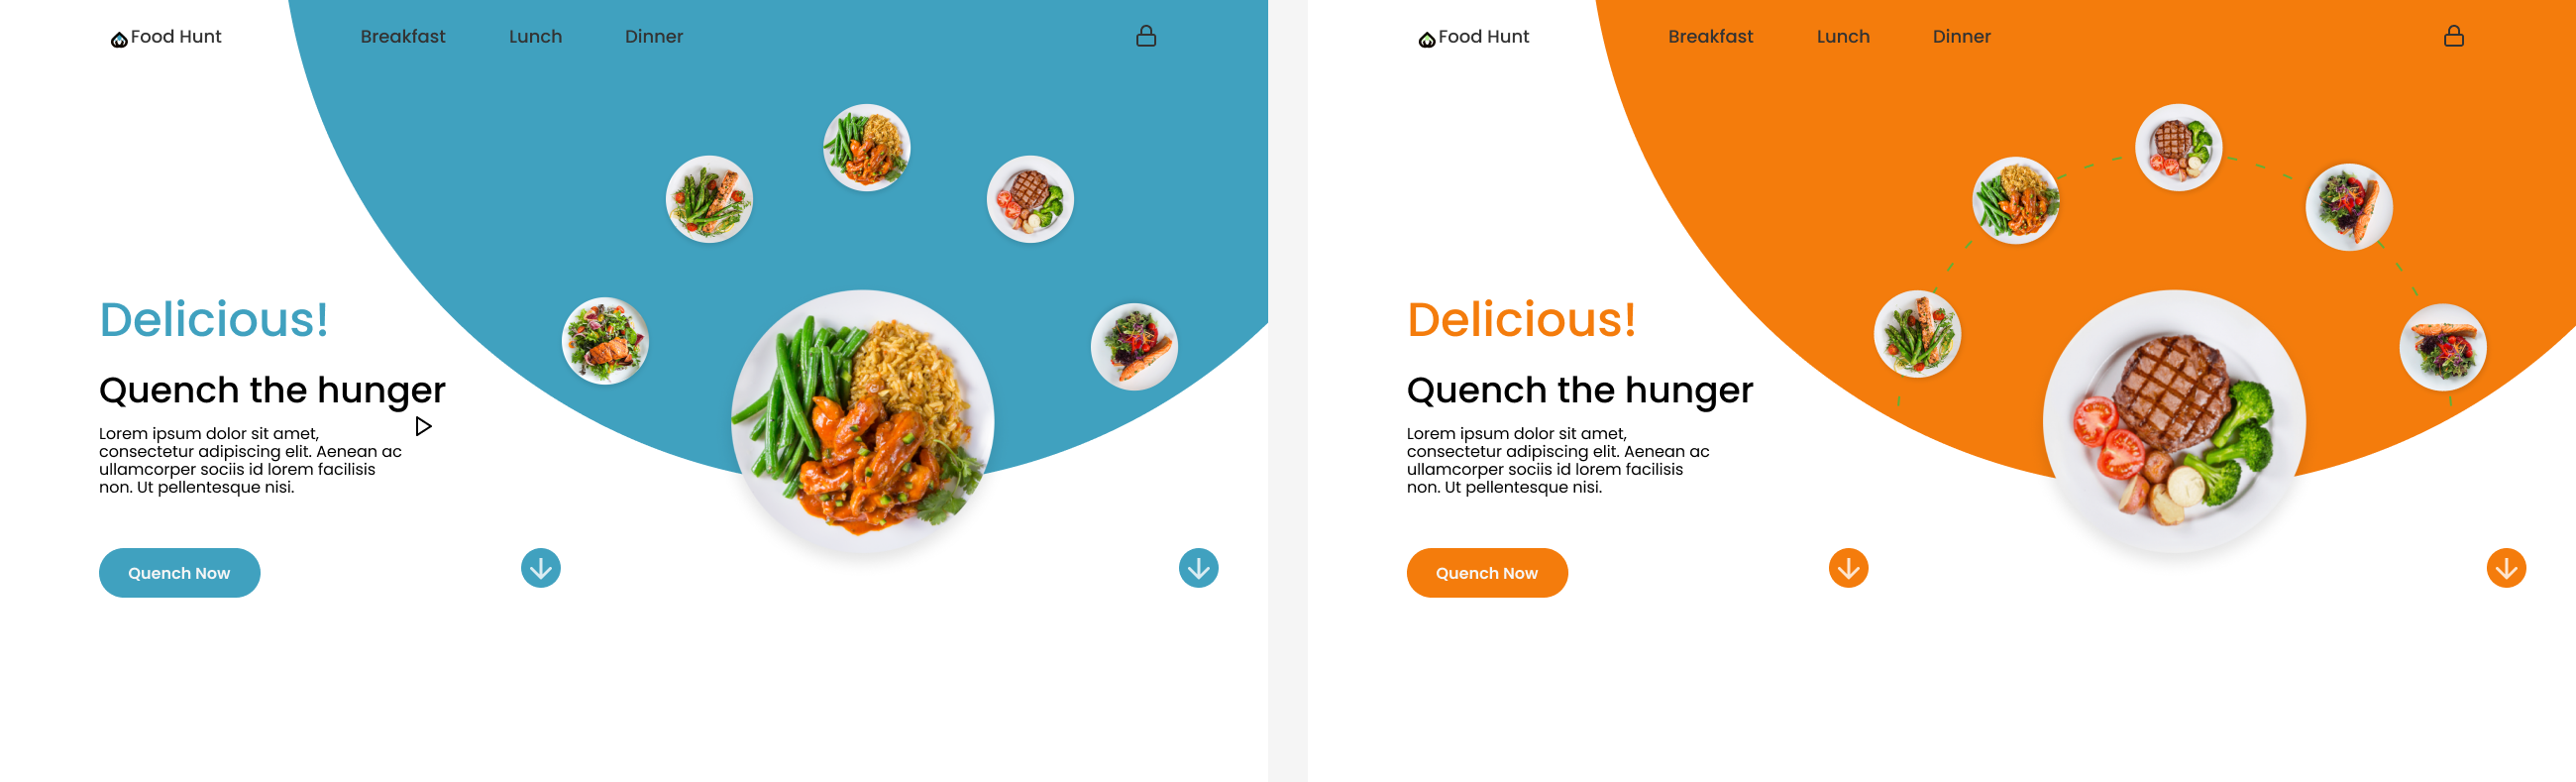 Food Hunt
Breakfast
Lunch
Dinner
Delicious!
Quench the hunger
Lorem ipsum dolor sit amet,
consectetur adipiscing elit. Aenean ac
ullamcorper sociis id lorem facilisis
non. Ut pellentesque nisi.
Quench Now
Food Hunt
Breakfast
Lunch
Dinner
Delicious!
Quench the hunger
Lorem ipsum dolor sit amet,
consectetur adipiscing elit. Aenean ac
ullamcorper sociis id lorem facilisis
non. Ut pellentesque nisi.
Quench Now